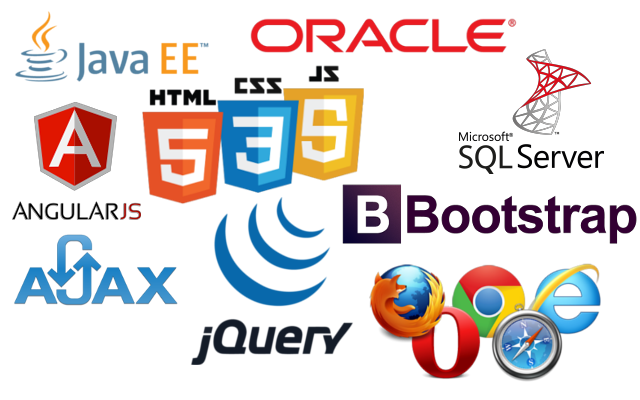 Java EE™
ORACLE®
HTML
CSS
JS
5
3
5
Microsoft®
SQL Server
A
ANGULARJS
B Bootstrap
AJAX
jQuery
e